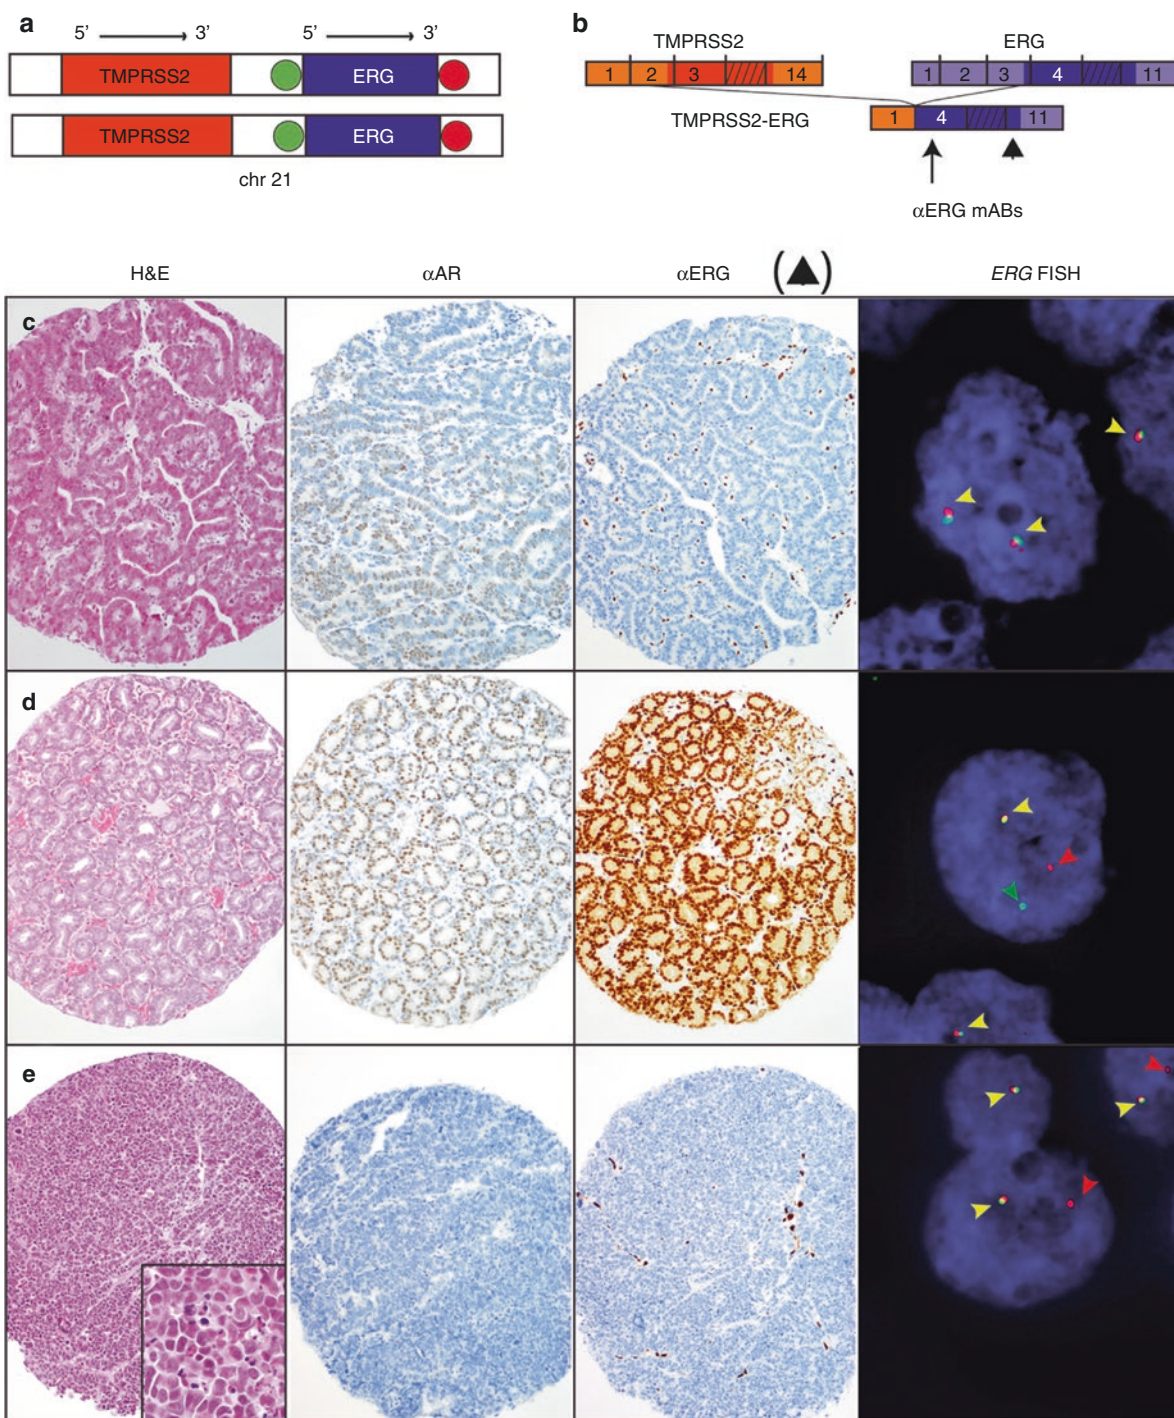 a
5’ 3’ 5’ 3’
TMPRSS2 ERG
TMPRSS2 ERG
chr 21
b
TMPRSS2 ERG
1 2 3 14 1 2 3 4 11
TMPRSS2-ERG 1 4 11
αERG mABs
H&E αAR αERG ( ) ERG FISH
c
d
e